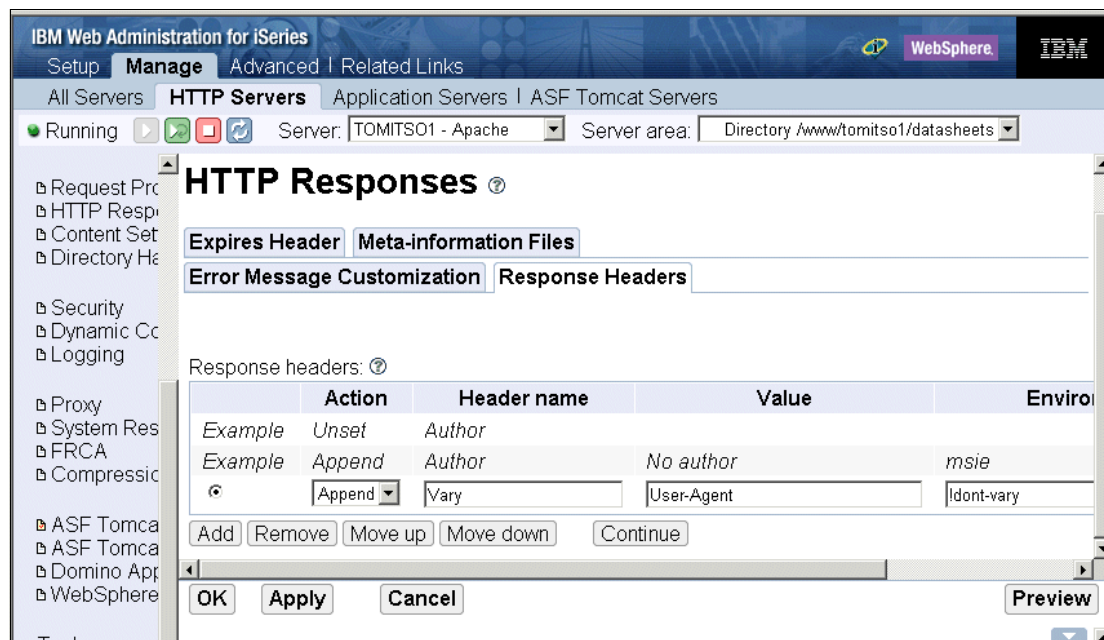 IBM Web Administration for iSeries
WebSphere.
IBM
Setup Manage Advanced | Related Links
All Servers HTTP Servers Application Servers | ASF Tomcat Servers
Running Server: TOMITSO1 - Apache Server area: Directory /www/tomitso1/datasheets
Request Pro
HTTP Resp
Content Set
Directory Ha
Security
Dynamic Co
Logging
Proxy
System Res
FRCA
Compressio
ASF Tomca
ASF Tomca
Domino App
WebSphere
HTTP Responses
Expires Header Meta-information Files
Error Message Customization Response Headers
Response headers:
Action Header name Value Enviro
Example Unset Author
Example Append Author No author msie
Append Vary User-Agent !dont-vary
Add Remove Move up Move down Continue
OK Apply Cancel Preview